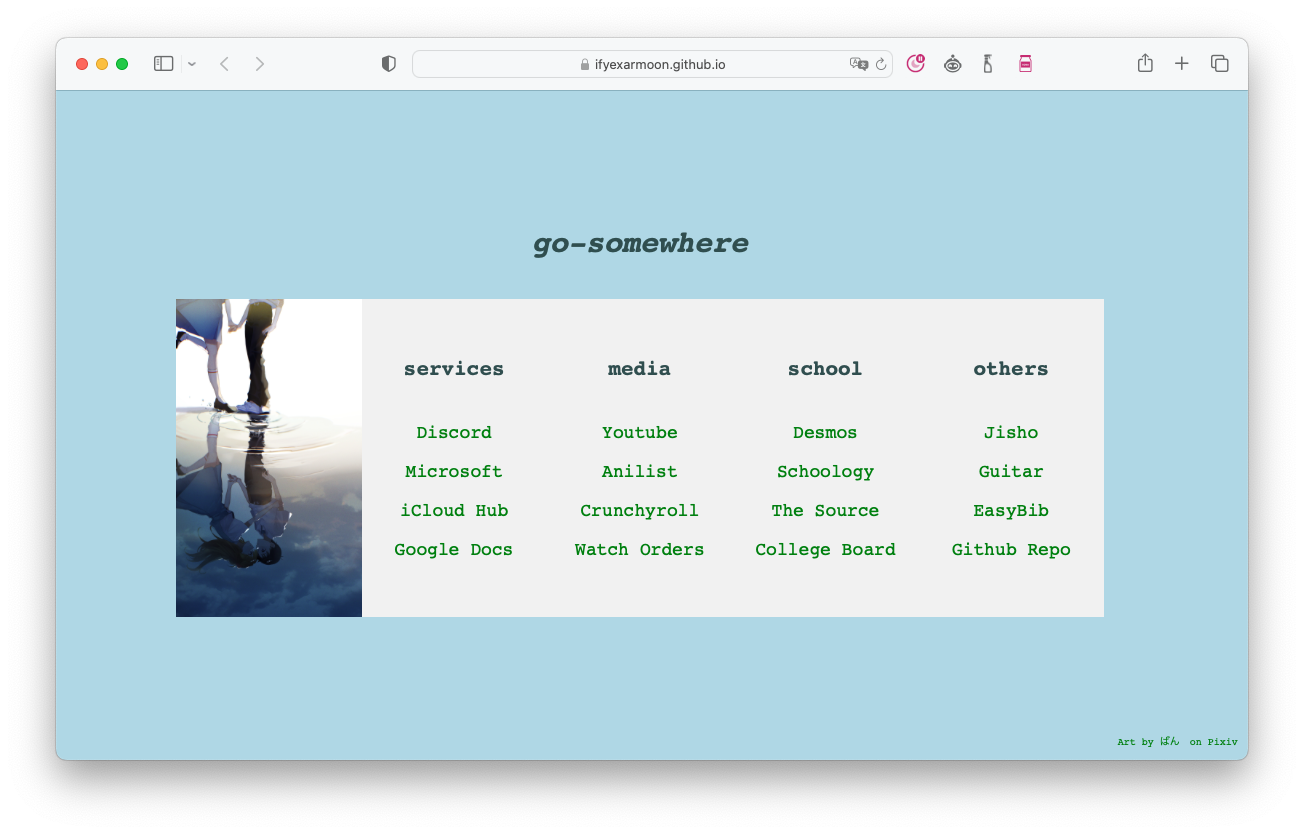 ifyexarmoon.github.io
go-somewhere
services media school others
Discord Youtube Desmos Jisho
Microsoft Anilist Schoology Guitar
iCloud Hub Crunchyroll The Source EasyBib
Google Docs Watch Orders College Board Github Repo
Art by ぱん on Pixiv